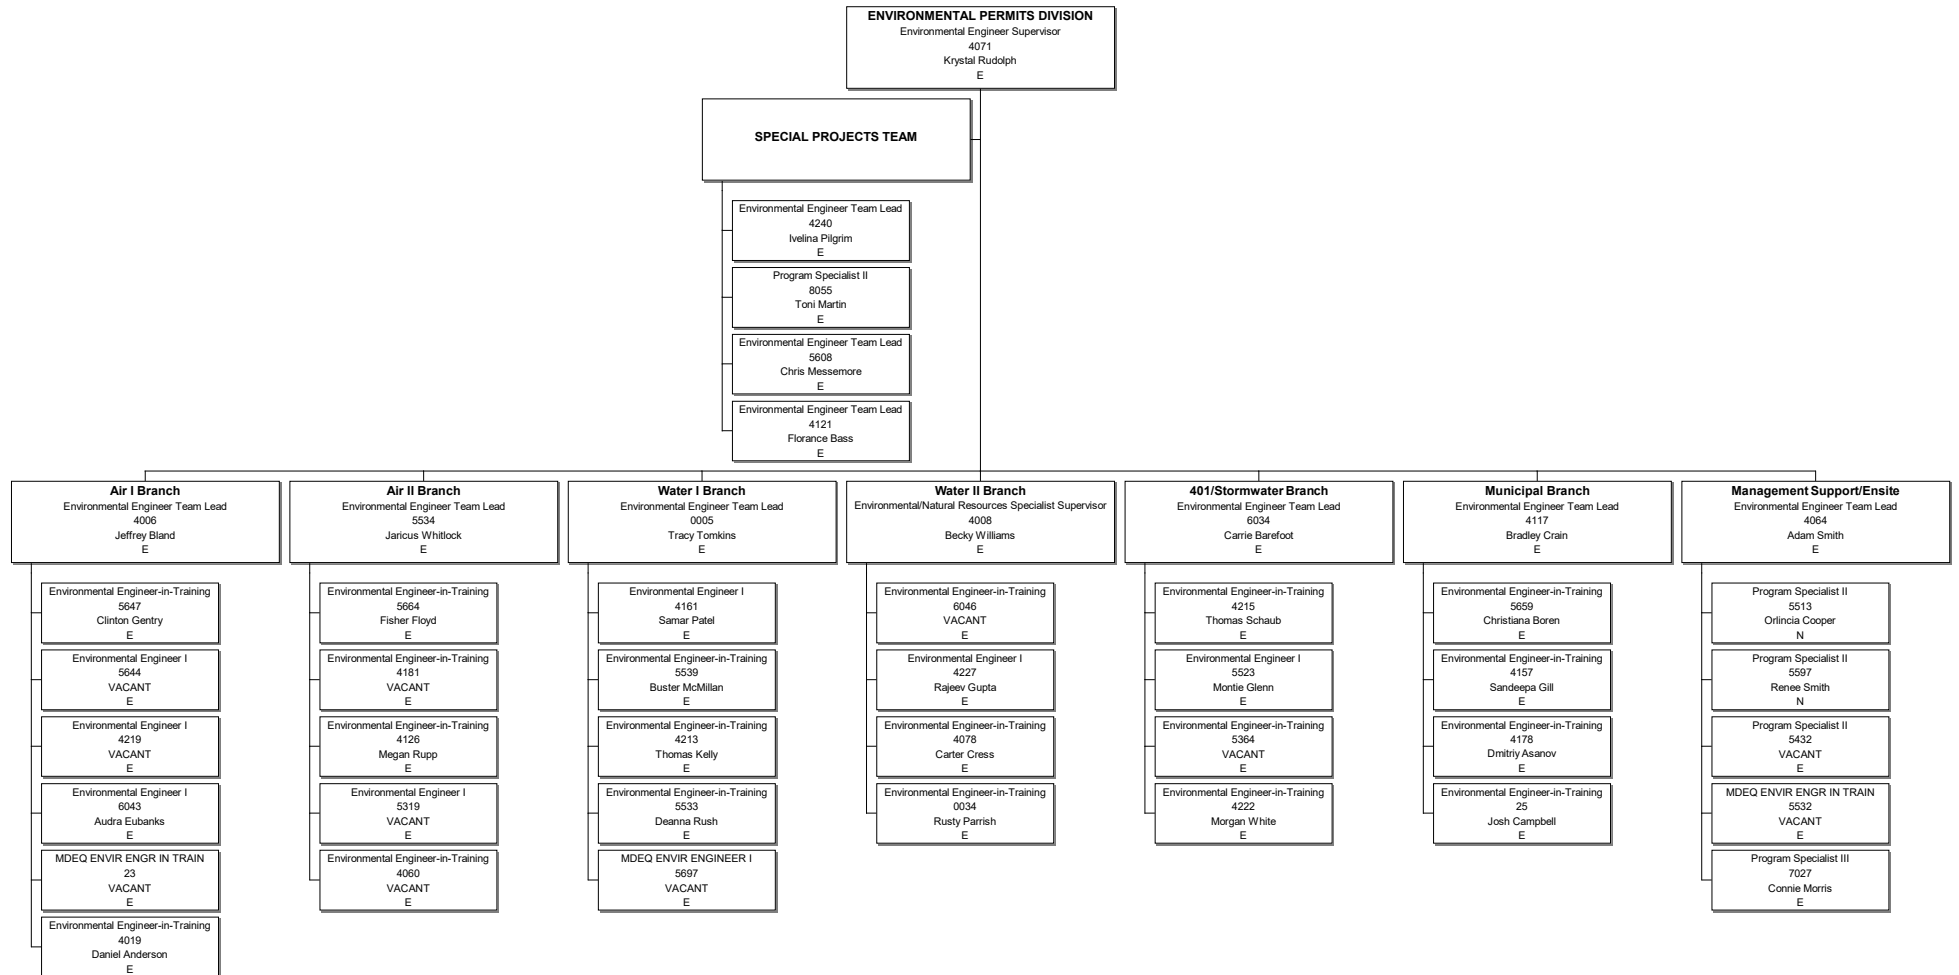 ENVIRONMENTAL PERMITS DIVISION
Environmental Engineer Supervisor
4071
Krystal Rudolph
E
SPECIAL PROJECTS TEAM
Environmental Engineer Team Lead
4240
Ivelina Pilgrim
E
Program Specialist II
8055
Toni Martin
E
Environmental Engineer Team Lead
5608
Chris Messemore
E
Environmental Engineer Team Lead
4121
Florance Bass
E
Air I Branch
Environmental Engineer Team Lead
4006
Jeffrey Bland
E
Environmental Engineer-in-Training
5647
Clinton Gentry
E
Environmental Engineer I
5644
VACANT
E
Environmental Engineer I
4219
VACANT
E
Environmental Engineer I
6043
Audra Eubanks
E
MDEQ ENVIR ENGR IN TRAIN
23
VACANT
E
Environmental Engineer-in-Training
4019
Daniel Anderson
E
Air II Branch
Environmental Engineer Team Lead
5534
Jaricus Whitlock
E
Environmental Engineer-in-Training
5664
Fisher Floyd
E
Environmental Engineer-in-Training
4181
VACANT
E
Environmental Engineer-in-Training
4126
Megan Rupp
E
Environmental Engineer I
5319
VACANT
E
Environmental Engineer-in-Training
4060
VACANT
E
Water I Branch
Environmental Engineer Team Lead
0005
Tracy Tomkins
E
Environmental Engineer I
4161
Samar Patel
E
Environmental Engineer-in-Training
5539
Buster McMillan
E
Environmental Engineer-in-Training
4213
Thomas Kelly
E
Environmental Engineer-in-Training
5533
Deanna Rush
E
MDEQ ENVIR ENGINEER I
5697
VACANT
E
Water II Branch
Environmental/Natural Resources Specialist Supervisor
4008
Becky Williams
E
Environmental Engineer-in-Training
6046
VACANT
E
Environmental Engineer I
4227
Rajeev Gupta
E
Environmental Engineer-in-Training
4078
Carter Cress
E
Environmental Engineer-in-Training
0034
Rusty Parrish
E
401/Stormwater Branch
Environmental Engineer Team Lead
6034
Carrie Barefoot
E
Environmental Engineer-in-Training
4215
Thomas Schaub
E
Environmental Engineer I
5523
Montie Glenn
E
Environmental Engineer-in-Training
5364
VACANT
E
Environmental Engineer-in-Training
4222
Morgan White
E
Municipal Branch
Environmental Engineer Team Lead
4117
Bradley Crain
E
Environmental Engineer-in-Training
5659
Christiana Boren
E
Environmental Engineer-in-Training
4157
Sandeepa Gill
E
Environmental Engineer-in-Training
4178
Dmitriy Asanov
E
Environmental Engineer-in-Training
25
Josh Campbell
E
Management Support/Ensite
Environmental Engineer Team Lead
4064
Adam Smith
E
Program Specialist II
5513
Orlincia Cooper
N
Program Specialist II
5597
Renee Smith
N
Program Specialist II
5432
VACANT
E
MDEQ ENVIR ENGR IN TRAIN
5532
VACANT
E
Program Specialist III
7027
Connie Morris
E